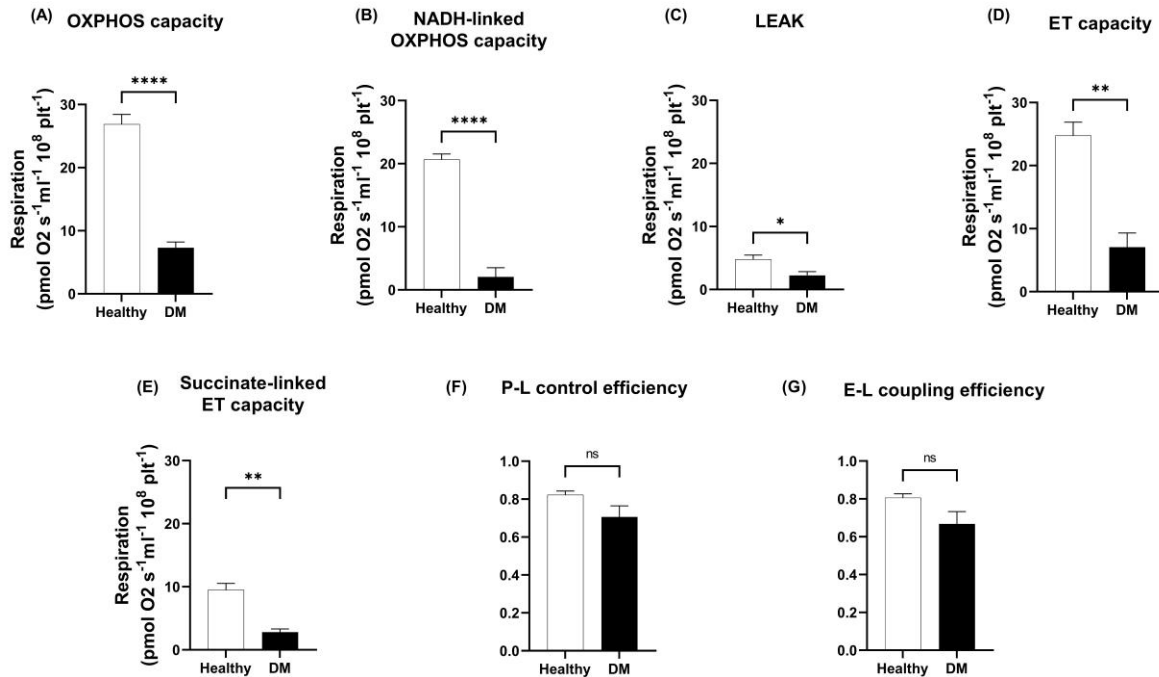 (A) OXPHOS capacity
****
30
20
10
0
Respiration
(pmol O2 s⁻¹ml⁻¹ 10⁸ plt⁻¹)
Healthy DM
(B) NADH-linked
OXPHOS capacity
****
30
20
10
0
Respiration
(pmol O2 s⁻¹ml⁻¹ 10⁸ plt⁻¹)
Healthy DM
(C) LEAK
*
30
20
10
0
Respiration
(pmol O2 s⁻¹ml⁻¹ 10⁸ plt⁻¹)
Healthy DM
(D) ET capacity
**
30
20
10
0
Respiration
(pmol O2 s⁻¹ml⁻¹ 10⁸ plt⁻¹)
Healthy DM
(E) Succinate-linked
ET capacity
**
30
20
10
0
Respiration
(pmol O2 s⁻¹ml⁻¹ 10⁸ plt⁻¹)
Healthy DM
(F) P-L control efficiency
ns
1.0
0.8
0.6
0.4
0.2
0.0
Healthy DM
(G) E-L coupling efficiency
ns
1.0
0.8
0.6
0.4
0.2
0.0
Healthy DM